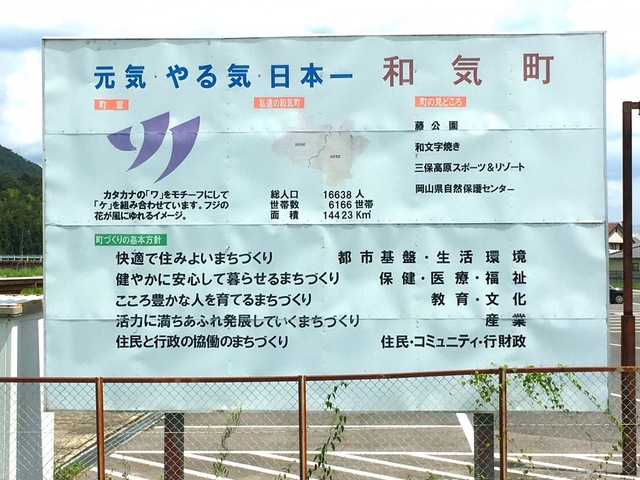 元気 やる気 日本一 和気町
町章
私達の和気町
町の見どころ
藤公園
和文字焼き
三保高原スポーツ&リゾート
岡山県自然保護センター
カタカナの「ワ」をモチーフにして
「ケ」を組み合わせています。フジの
花が風にゆれるイメージ。
総人口 16638 人
世帯数 6166 世帯
面積 14423 K㎡
町づくりの基本方針
快適で住みよいまちづくり 都市基盤・生活環境
健やかに安心して暮らせるまちづくり 保健・医療・福祉
こころ豊かな人を育てるまちづくり 教育・文化
活力に満ちあふれ発展していくまちづくり 産業
住民と行政の協働のまちづくり 住民・コミュニティ・行財政